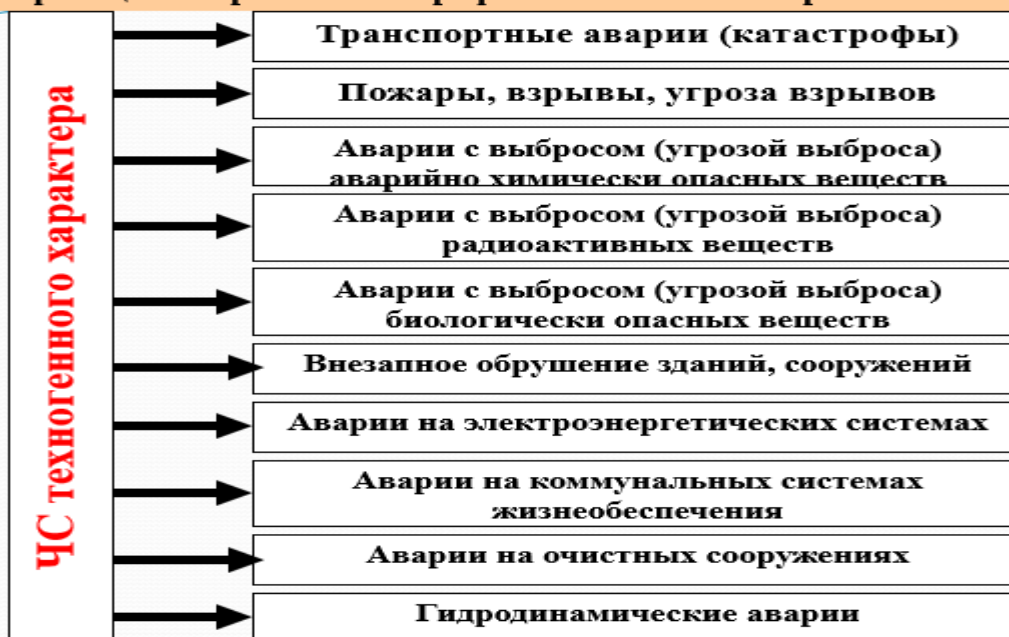 ЧС техногенного характера
Транспортные аварии (катастрофы)
Пожары, взрывы, угроза взрывов
Аварии с выбросом (угрозой выброса)
аварийно химически опасных веществ
Аварии с выбросом (угрозой выброса)
радиоактивных веществ
Аварии с выбросом (угрозой выброса)
биологически опасных веществ
Внезапное обрушение зданий, сооружений
Аварии на электроэнергетических системах
Аварии на коммунальных системах
жизнеобеспечения
Аварии на очистных сооружениях
Гидродинамические аварии